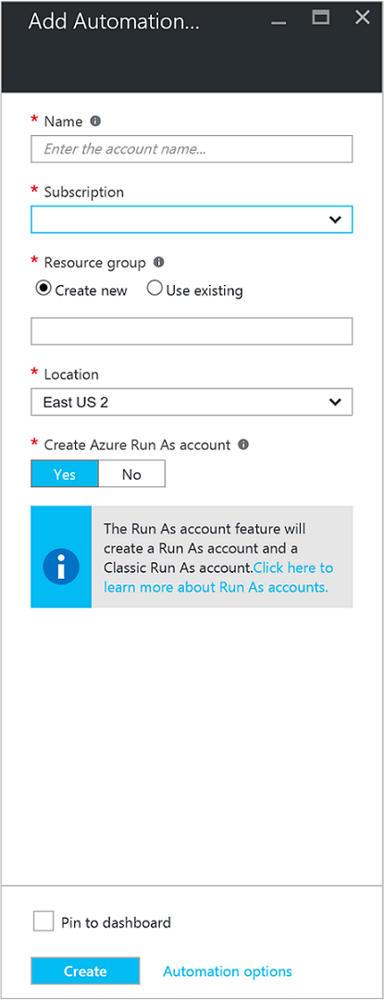 Add Automation...
* Name
Enter the account name...
* Subscription
* Resource group
Create new Use existing
* Location
East US 2
* Create Azure Run As account
Yes No
The Run As account feature will
create a Run As account and a
Classic Run As account.Click here to
learn more about Run As accounts.
Pin to dashboard
Create Automation options